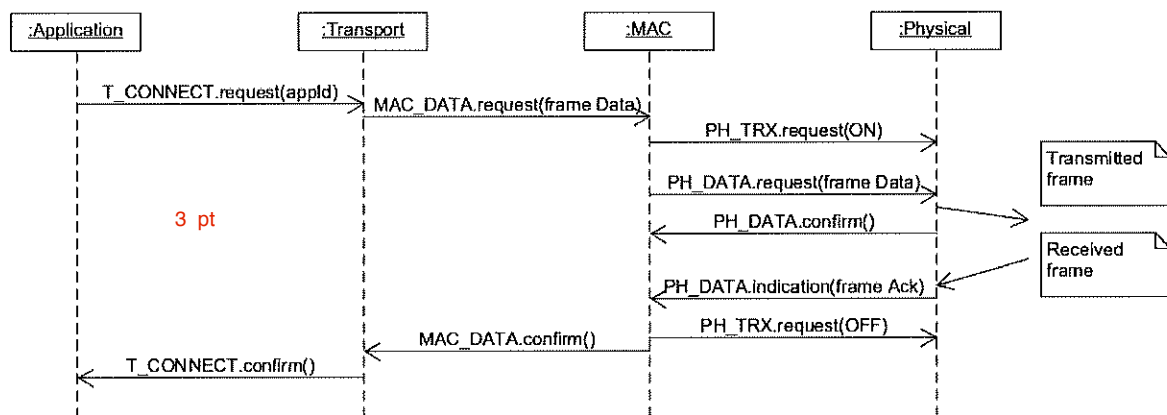 :Application
:Transport
:MAC
:Physical
T_CONNECT.request(appId)
MAC_DATA.request(frame Data)
PH_TRX.request(ON)
Transmitted
frame
PH_DATA.request(frame Data)
3 pt
PH_DATA.confirm()
Received
frame
PH_DATA.indication(frame Ack)
PH_TRX.request(OFF)
MAC_DATA.confirm()
T_CONNECT.confirm()